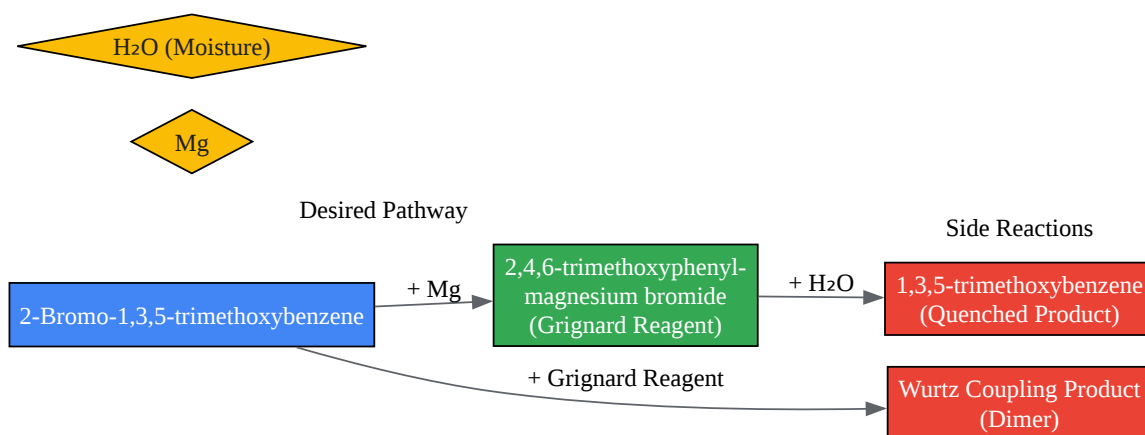 H₂O (Moisture)
Mg
Desired Pathway
Side Reactions
2-Bromo-1,3,5-trimethoxybenzene
+ Mg
2,4,6-trimethoxyphenyl-
magnesium bromide
(Grignard Reagent)
+ H₂O
1,3,5-trimethoxybenzene
(Quenched Product)
+ Grignard Reagent
Wurtz Coupling Product
(Dimer)